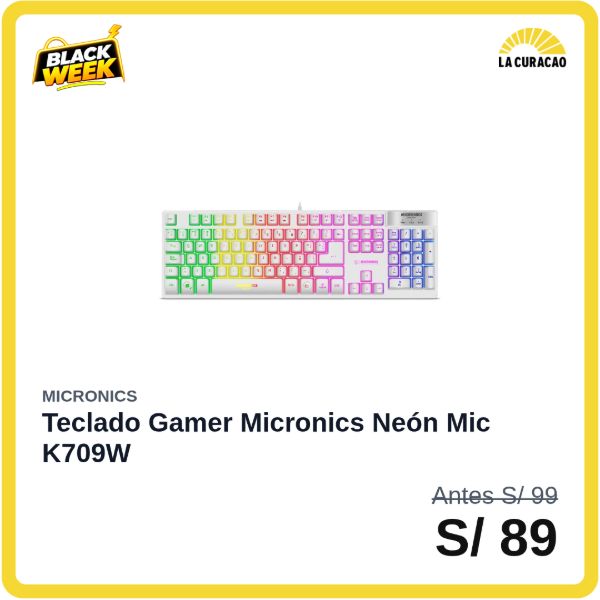 BLACK
WEEK
LA CURACAO
MICRONICS
Teclado Gamer Micronics Neón Mic
K709W
Antes S/ 99
S/ 89